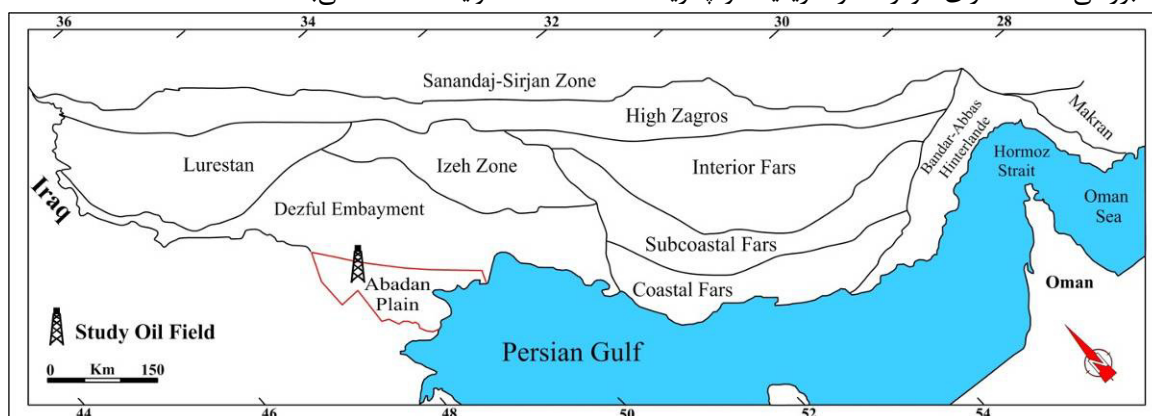 36 34 32 30 28
Sanandaj-Sirjan Zone
High Zagros
Makran
Bandar-Abbas
Hinterlande
Lurestan
Izeh Zone
Interior Fars
Hormoz
Strait
Iraq
Dezful Embayment
Oman
Sea
Subcoastal Fars
Abadan
Plain
Coastal Fars
Oman
Study Oil Field
Persian Gulf
0 Km 150
44 46 48 50 52 54